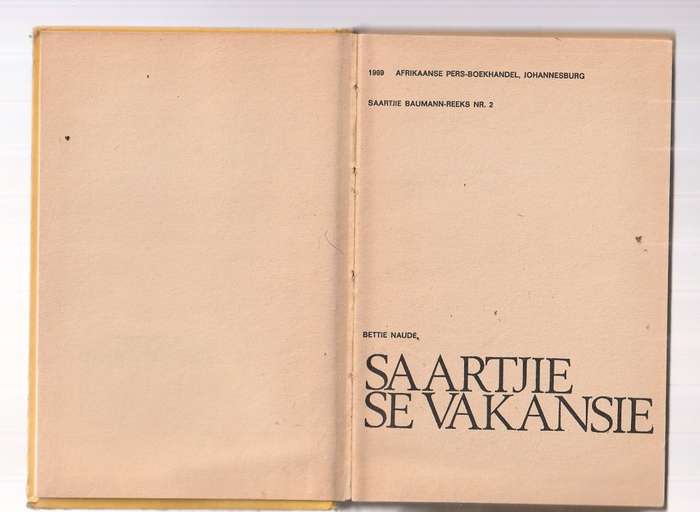 1969 AFRIKAANSE PERS-BOEKHANDEL, JOHANNESBURG
SAARTJIE BAUMANN-REEKS NR. 2
BETTIE NAUDE
SAARTJIE
SE VAKANSIE